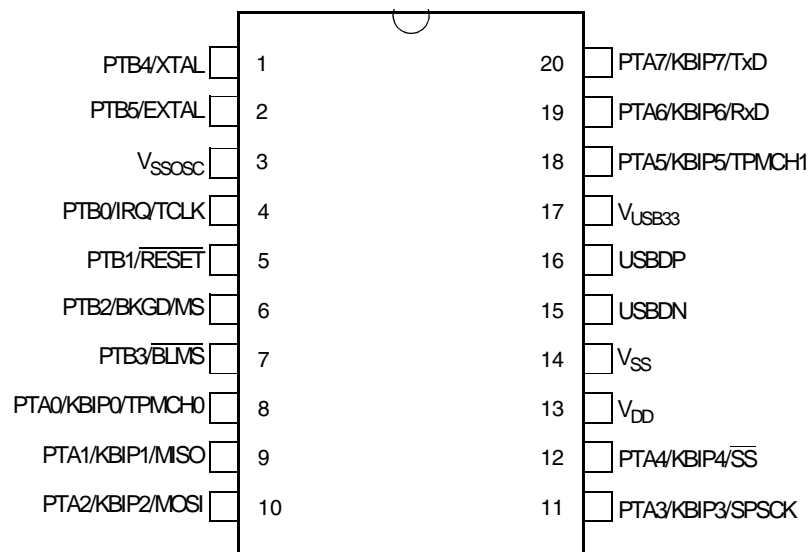 PTB4/XTAL 1 20 PTA7/KBIP7/TxD
PTB5/EXTAL 2 19 PTA6/KBIP6/RxD
VSSOSC 3 18 PTA5/KBIP5/TPMCH1
PTB0/IRQ/TCLK 4 17 VUSB33
PTB1/RESET 5 16 USBDP
PTB2/BKGD/MS 6 15 USBDN
PTB3/BLMS 7 14 VSS
PTA0/KBIP0/TPMCH0 8 13 VDD
PTA1/KBIP1/MISO 9 12 PTA4/KBIP4/SS
PTA2/KBIP2/MOSI 10 11 PTA3/KBIP3/SPSCK